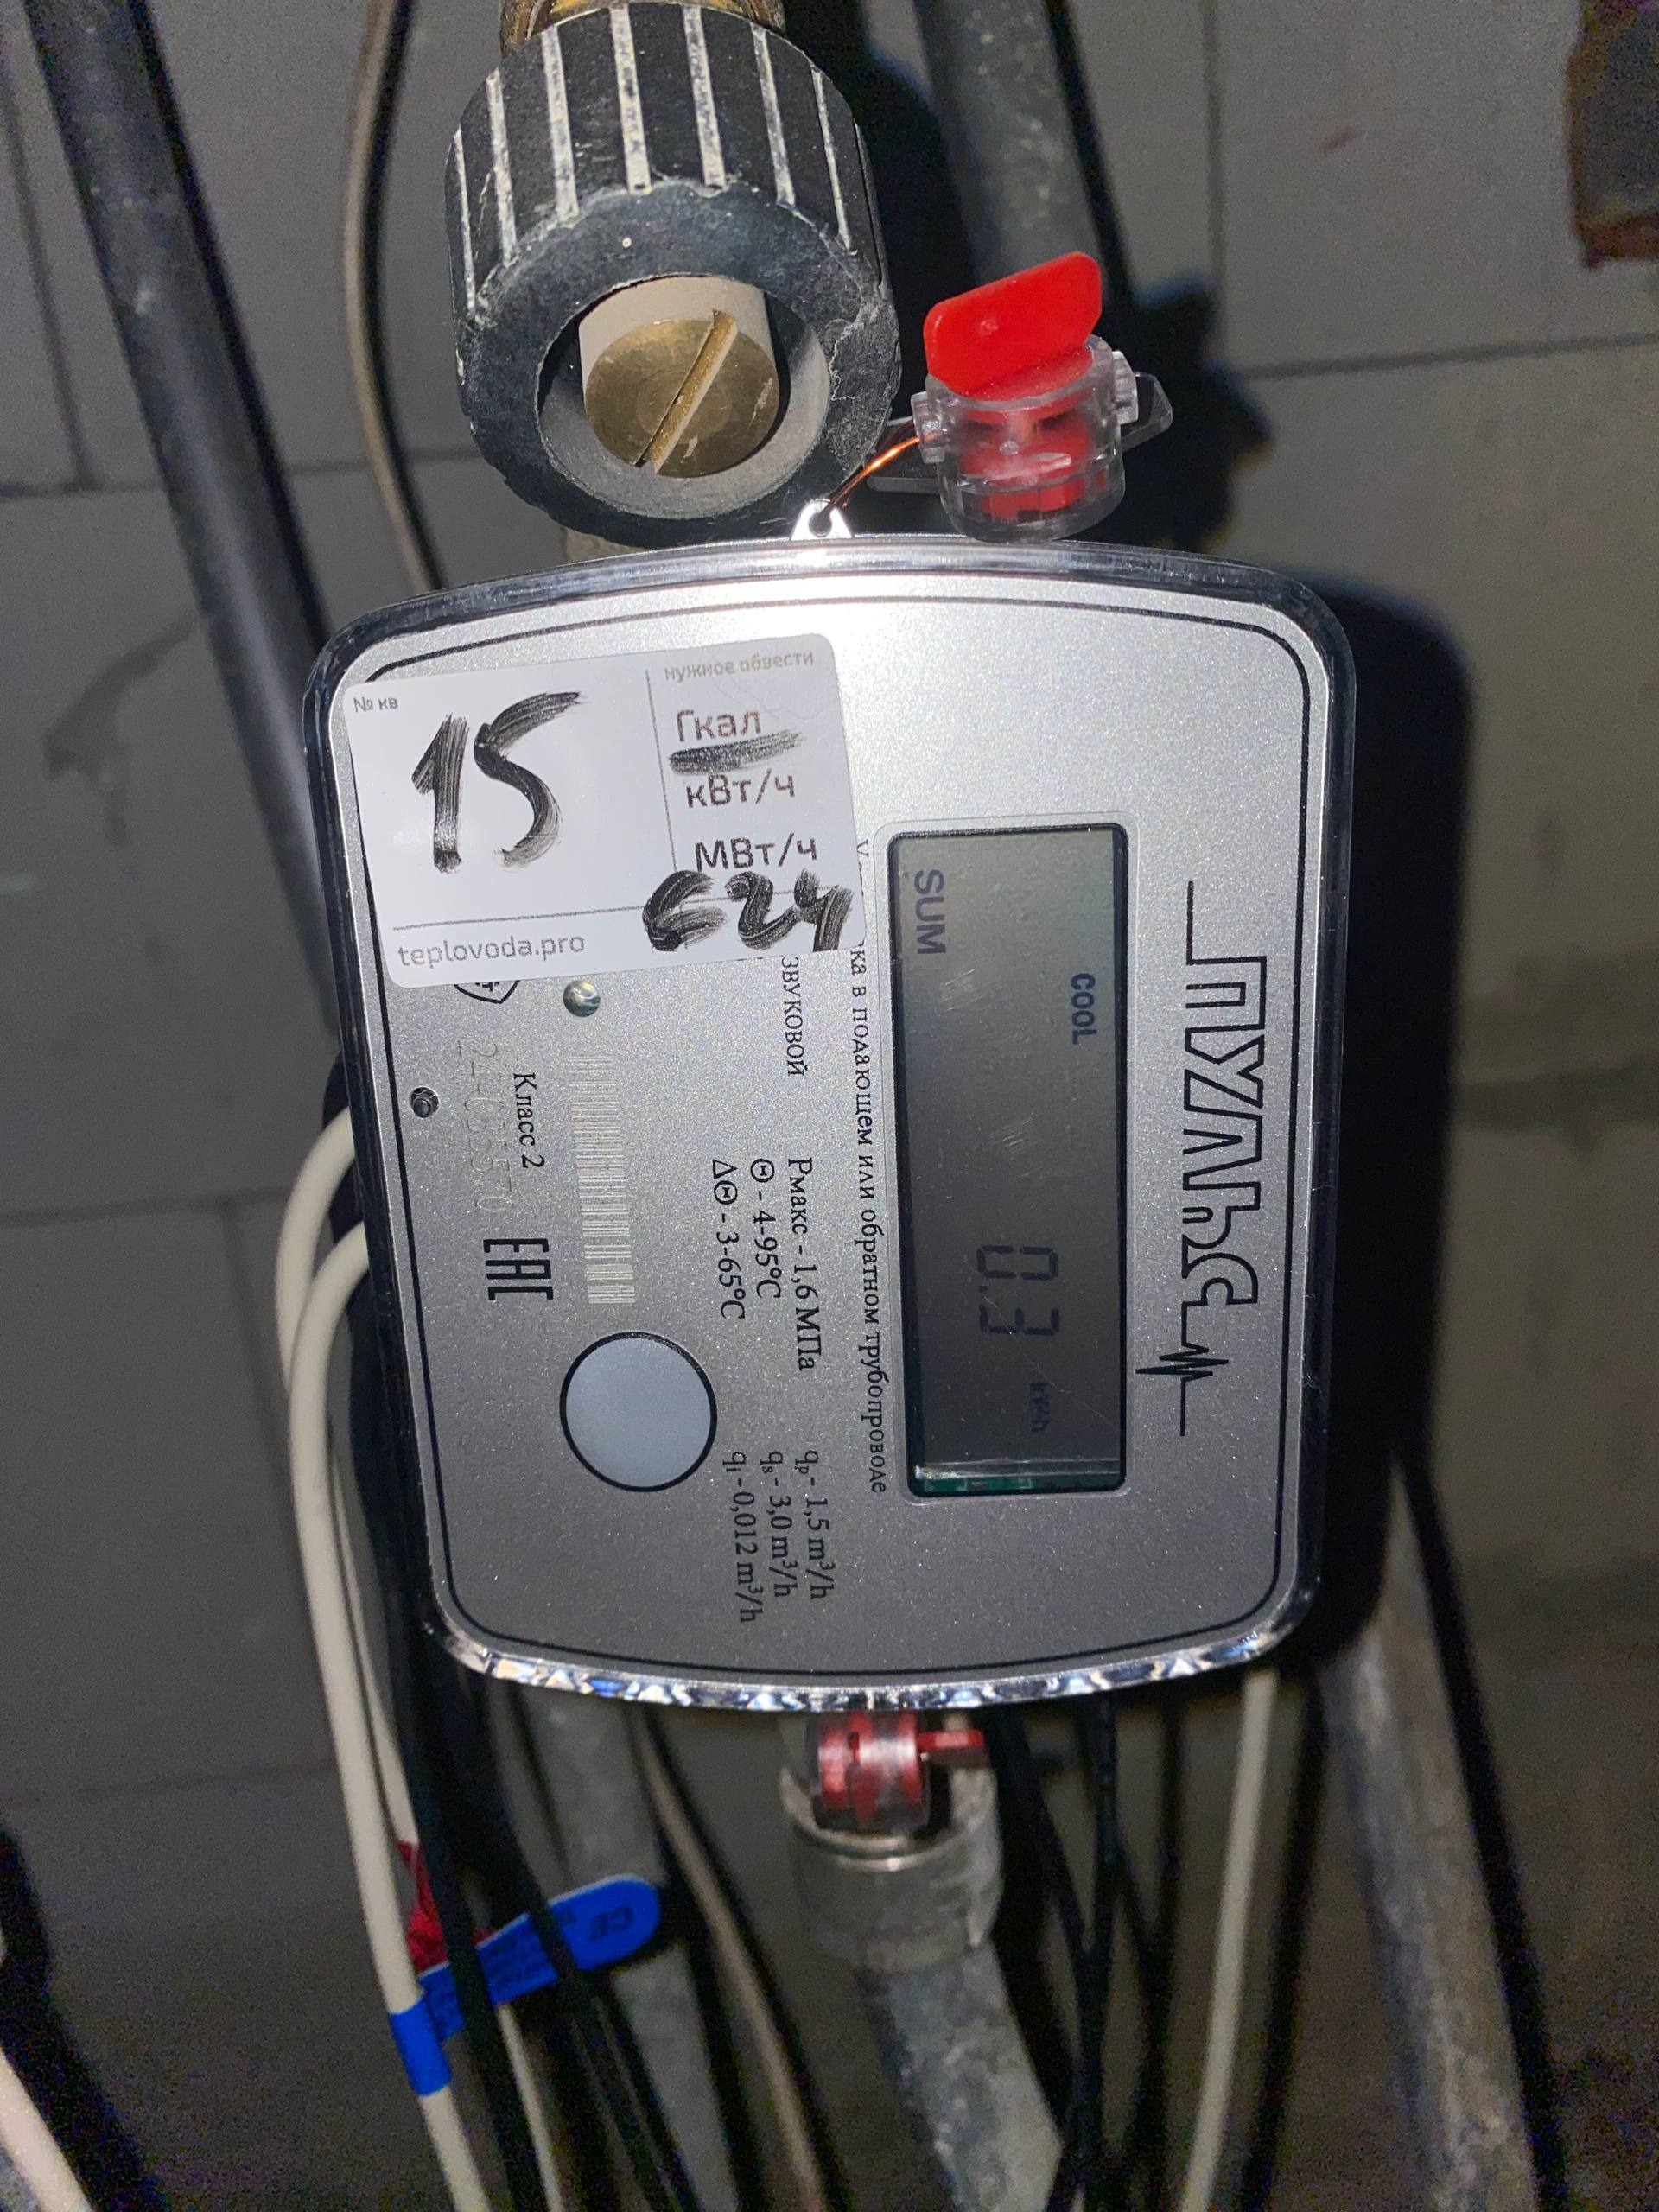 ПУЛЬС
SUM
COOL
0.3
kWh
ка в подающем или обратном трубопроводе
звуковой
Рмакс - 1,6 МПа
Θ - 4-95°C
ΔΘ - 3-65°C
qp - 1,5 m³/h
qs - 3,0 m³/h
qi - 0,012 m³/h
Класс 2
EAC
№ кв
15
нужное обвести
Гкал
кВт/ч
МВт/ч
teplovoda.pro
CE